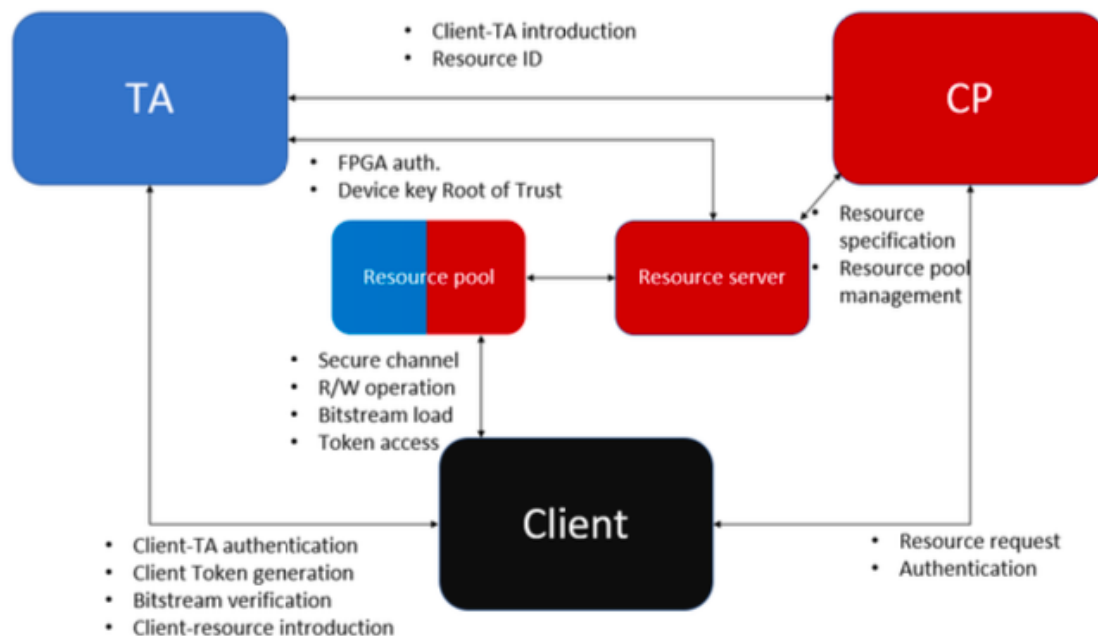 • Client-TA introduction
• Resource ID
TA
CP
• FPGA auth.
• Device key Root of Trust
• Resource
specification
• Resource pool
management
Resource pool
Resource server
• Secure channel
• R/W operation
• Bitstream load
• Token access
Client
• Client-TA authentication
• Client Token generation
• Bitstream verification
• Client-resource introduction
• Resource request
• Authentication